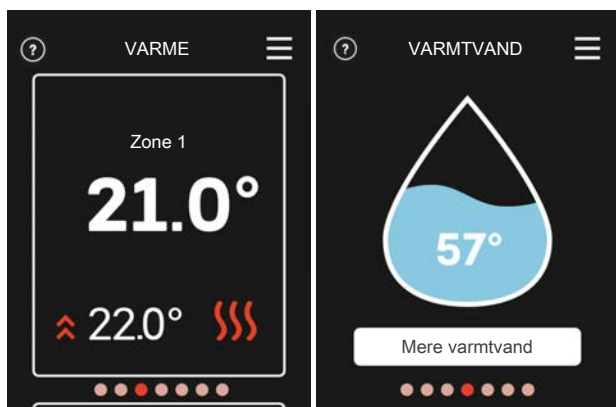 ?
VARME
Zone 1
21.0°
22.0°
?
VARMTVAND
57°
Mere varmtvand